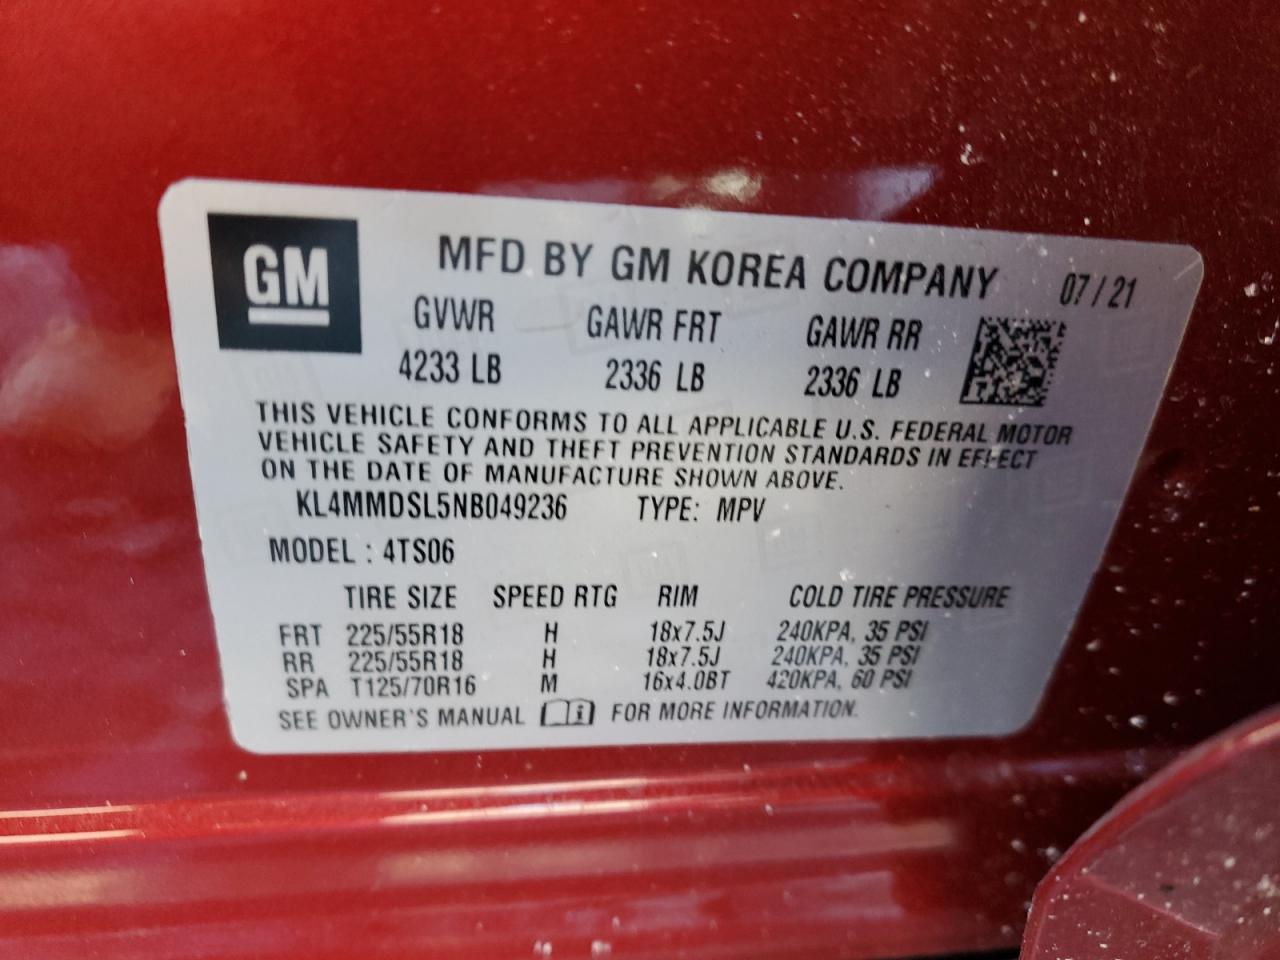 GM
MFD BY GM KOREA COMPANY 07/21
GVWR GAWR FRT GAWR RR
4233 LB 2336 LB 2336 LB
THIS VEHICLE CONFORMS TO ALL APPLICABLE U.S. FEDERAL MOTOR
VEHICLE SAFETY AND THEFT PREVENTION STANDARDS IN EFFECT
ON THE DATE OF MANUFACTURE SHOWN ABOVE.
KL4MMDSL5NB049236 TYPE: MPV
MODEL : 4TS06
TIRE SIZE SPEED RTG RIM COLD TIRE PRESSURE
FRT 225/55R18 H 18x7.5J 240KPA, 35 PSI
RR 225/55R18 H 18x7.5J 240KPA, 35 PSI
SPA T125/70R16 M 16x4.0BT 420KPA, 60 PSI
SEE OWNER'S MANUAL i FOR MORE INFORMATION.